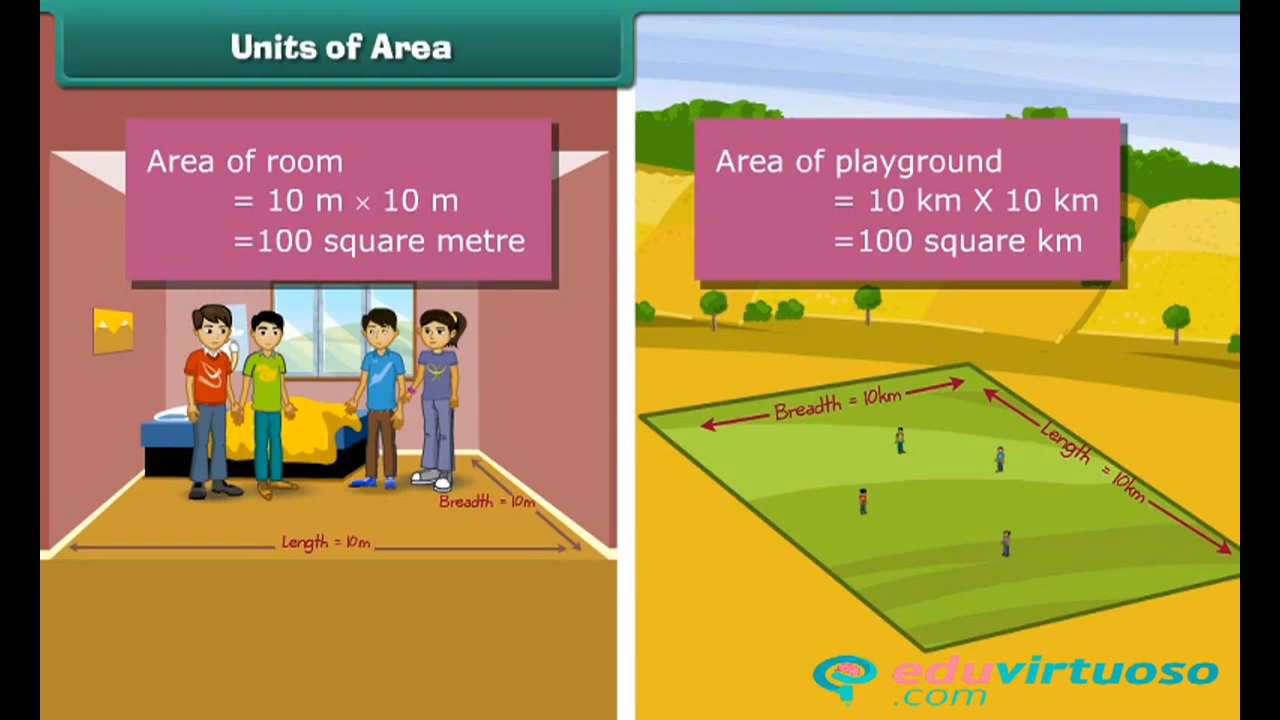 Units of Area
Area of room
= 10 m × 10 m
=100 square metre
Breadth = 10m
Length = 10m
Area of playground
= 10 km X 10 km
=100 square km
Breadth = 10km
Length = 10km
eduvirtuoso
.com